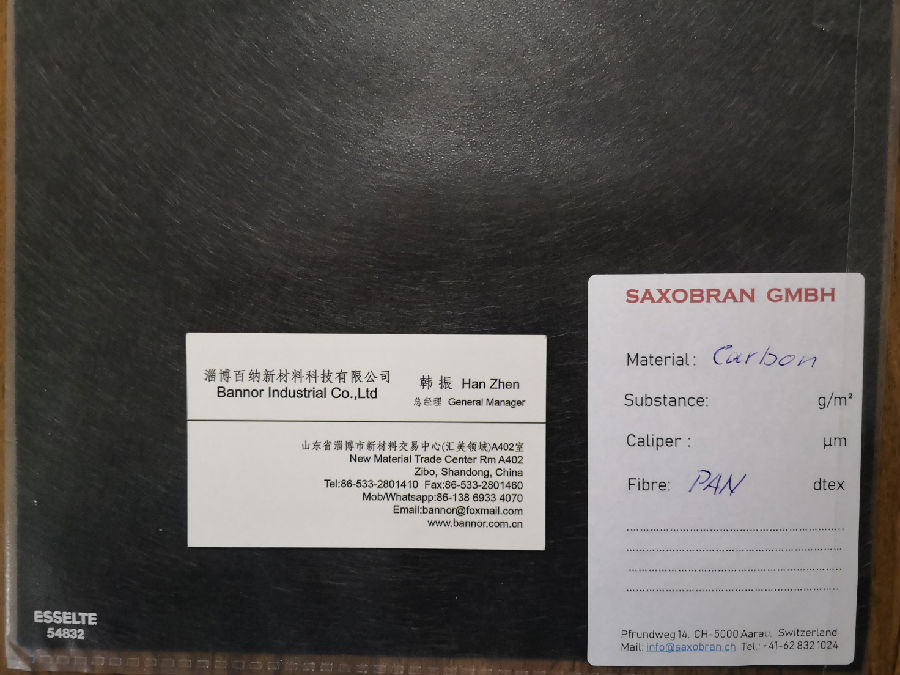 淄博百纳新材料科技有限公司
Bannor Industrial Co.,Ltd
韩 振 Han Zhen
总经理 General Manager
山东省淄博市新材料交易中心(汇美领域)A402室
New Material Trade Center Rm A402
Zibo, Shandong, China
Tel:86-533-2801410 Fax:86-533-2801460
Mob/Whatsapp:86-138 6933 4070
Email:bannor@foxmail.com
www.bannor.com.cn
SAXOBRAN GMBH
Material: Carbon
Substance: g/m²
Caliper : µm
Fibre: PAN dtex
Pfrundweg 14, CH-5000 Aarau, Switzerland
Mail: info@saxobran.ch Tel.: +41-62 832 1024
ESSELTE
54832